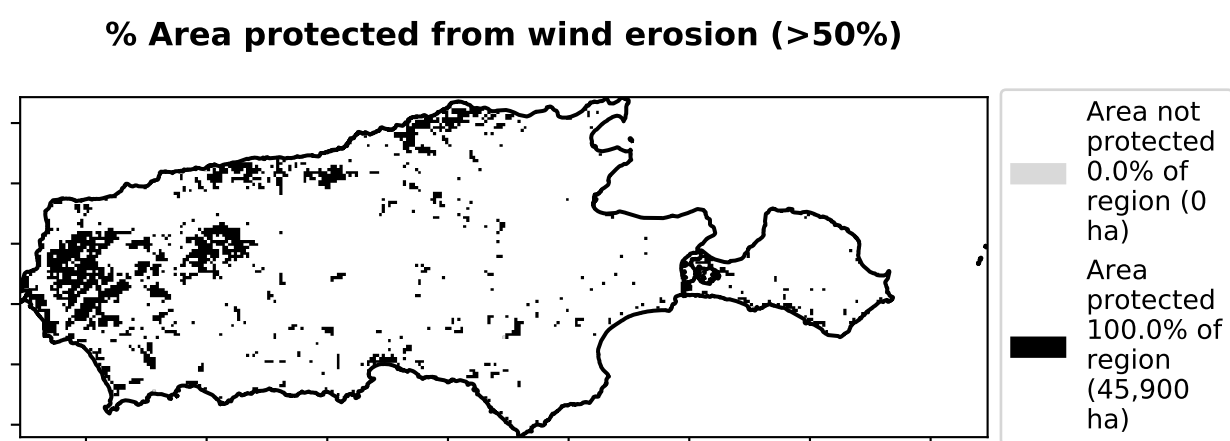 % Area protected from wind erosion (>50%)
Area not
protected
0.0% of
region (0
ha)
Area
protected
100.0% of
region
(45,900
ha)